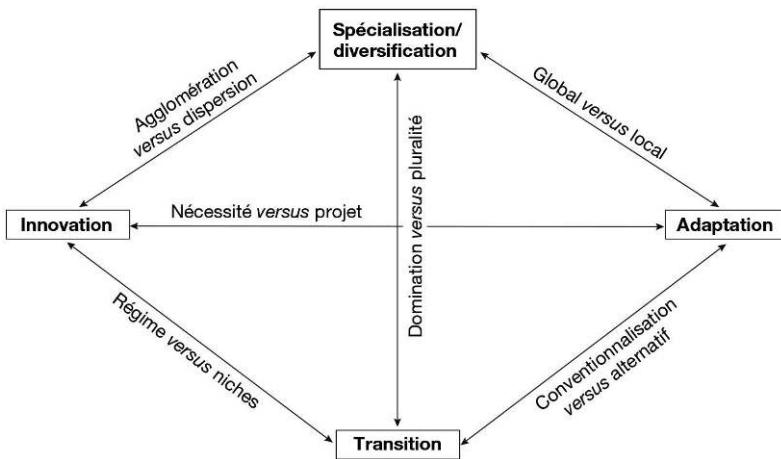 Spécialisation/
diversification
Agglomération
versus dispersion
Global versus local
Domination versus pluralité
Nécessité versus projet
Innovation
Adaptation
Régime versus niches
Conventionnalisation
versus alternatif
Transition